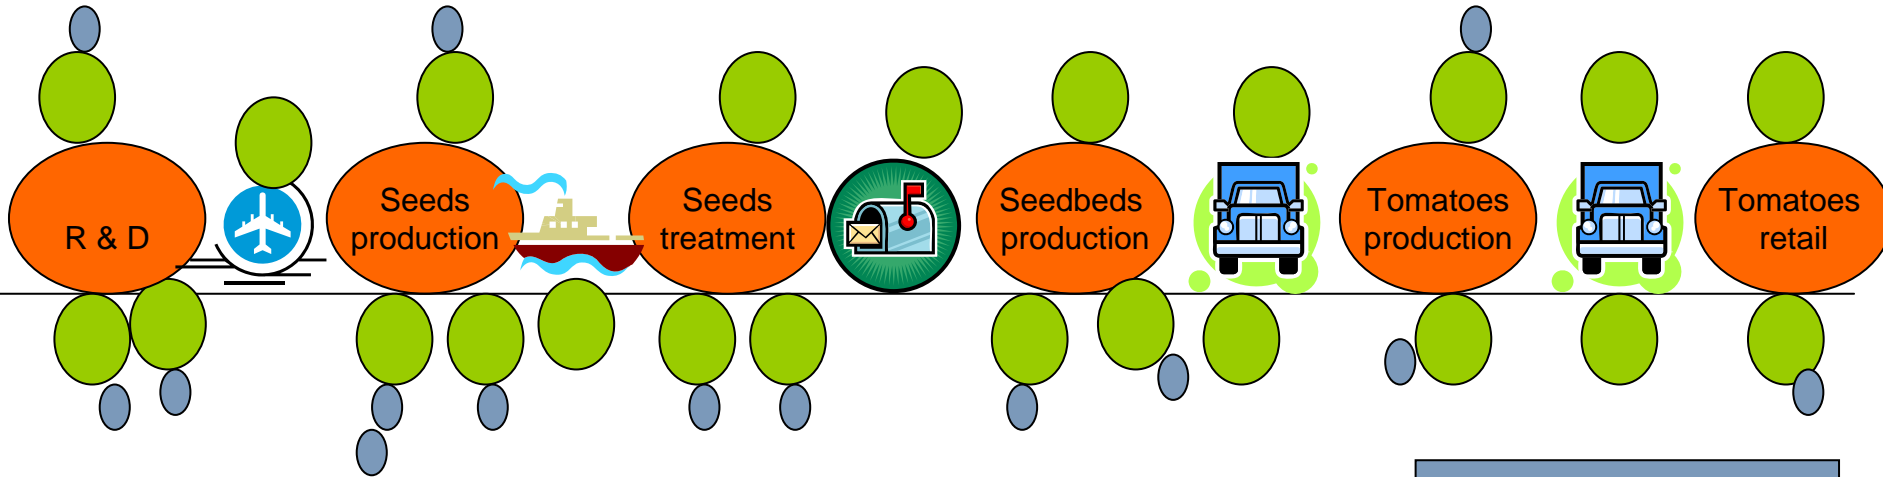 R & D
Seeds
production
Seeds
treatment
Seedbeds
production
Tomatoes
production
Tomatoes
retail